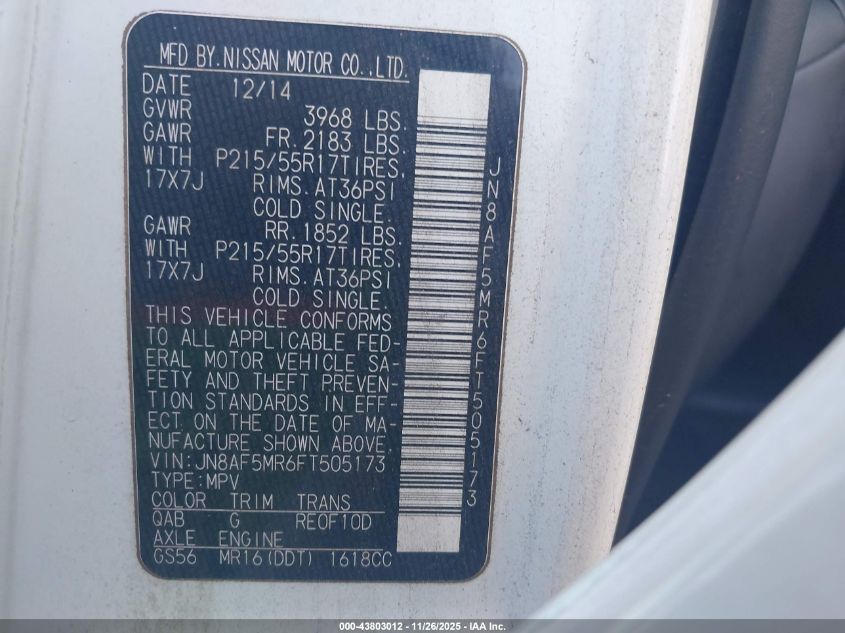 MFD BY. NISSAN MOTOR CO., LTD.
DATE 12/14
GVWR 3968 LBS.
GAWR FR. 2183 LBS.
WITH P215/55R17TIRES,
17X7J RIMS. AT36PSI
COLD SINGLE.
GAWR RR. 1852 LBS.
WITH P215/55R17TIRES,
17X7J RIMS. AT36PSI
COLD SINGLE.
THIS VEHICLE CONFORMS
TO ALL APPLICABLE FED-
ERAL MOTOR VEHICLE SA-
FETY AND THEFT PREVEN-
TION STANDARDS IN EFF-
ECT ON THE DATE OF MA-
NUFACTURE SHOWN ABOVE.
VIN:JN8AF5MR6FT505173
TYPE:MPV
COLOR TRIM TRANS
QAB G RE0F10D
AXLE ENGINE
GS56 MR16(DDT) 1618CC
JN8AF5MR6FT505173
000-43803012 - 11/26/2025 - IAA Inc.